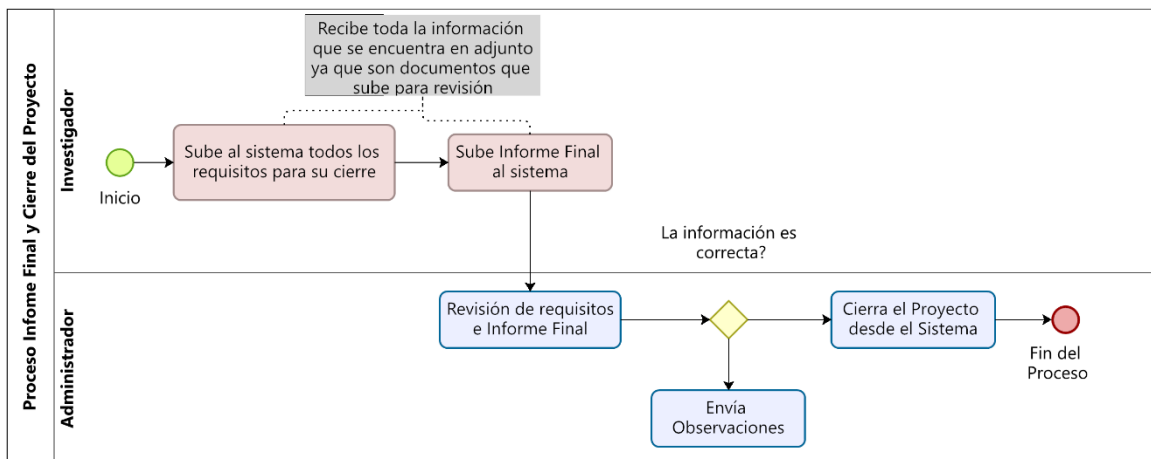 Proceso Informe Final y Cierre del Proyecto
Investigador
Recibe toda la información
que se encuentra en adjunto
ya que son documentos que
sube para revisión
Inicio
Sube al sistema todos los
requisitos para su cierre
Sube Informe Final
al sistema
La información es
correcta?
Administrador
Revisión de requisitos
e Informe Final
Cierra el Proyecto
desde el Sistema
Fin del
Proceso
Envía
Observaciones